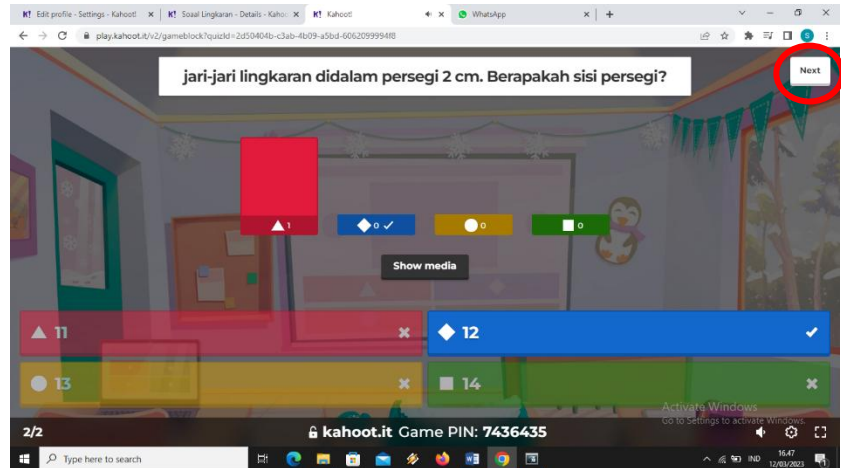 K! Edit profile - Settings - Kahoot!
K! Soaal Lingkaran - Details - Kahoo
K! Kahoot!
WhatsApp
play.kahoot.it/v2/gameblock?quizId=2d50404b-c3ab-4b09-a5bd-6062099994f8
S
jari-jari lingkaran didalam persegi 2 cm. Berapakah sisi persegi?
Next
1
0
0
0
Show media
11
12
13
14
Activate Windows
Go to Settings to activate Windows.
2/2
kahoot.it Game PIN: 7436435
Type here to search
IND
16.47
12/03/2023